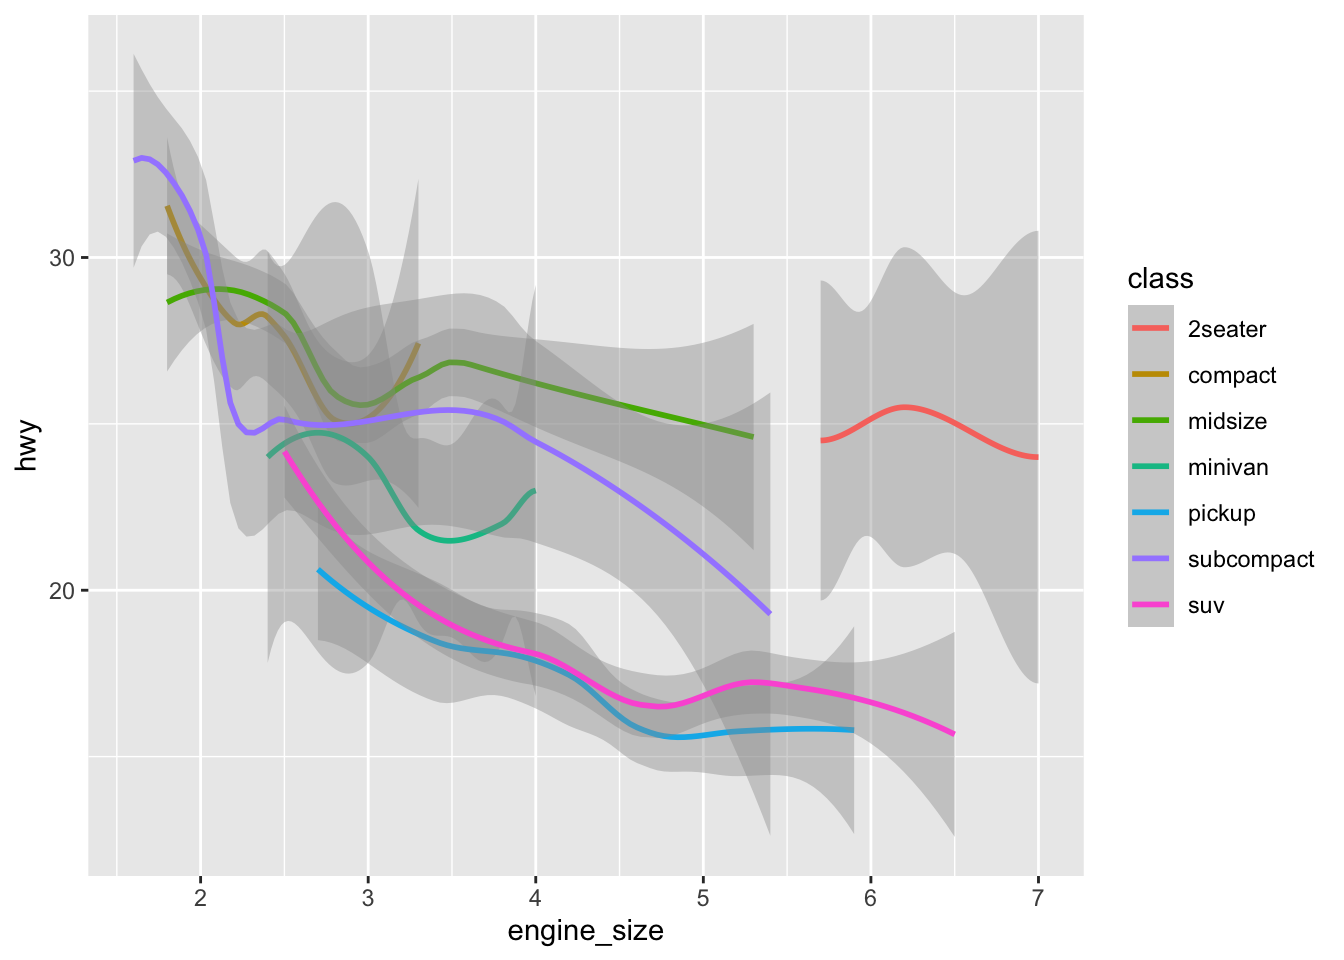 hwy
30
20
2 3 4 5 6 7
engine_size
class
2seater
compact
midsize
minivan
pickup
subcompact
suv